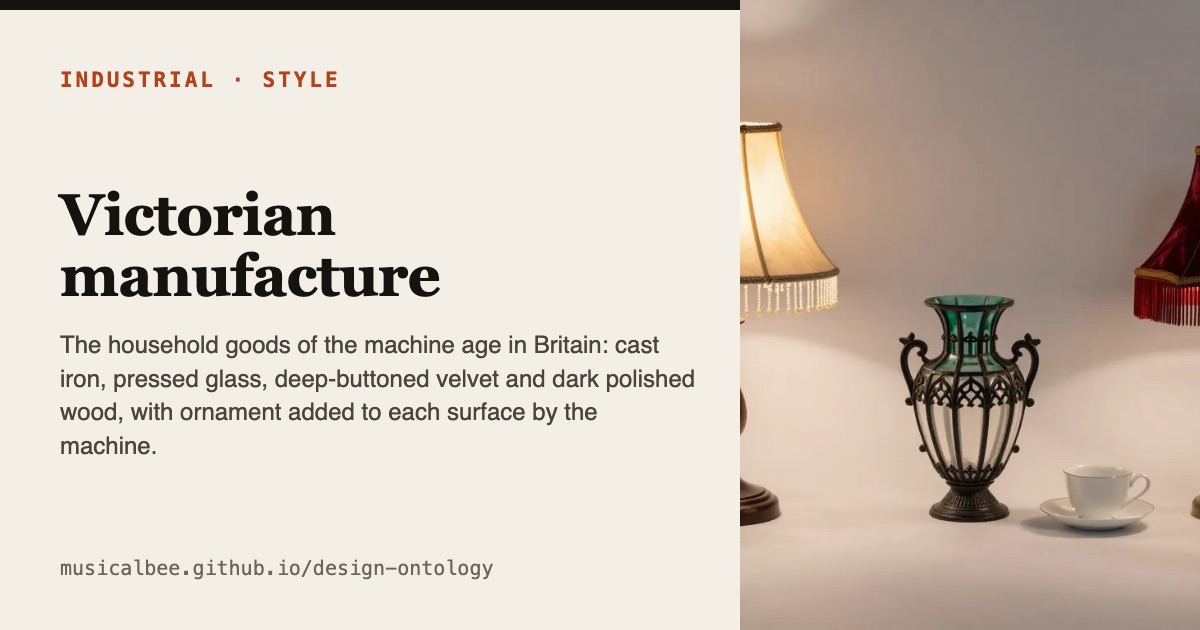 INDUSTRIAL · STYLE
Victorian
manufacture
The household goods of the machine age in Britain: cast
iron, pressed glass, deep-buttoned velvet and dark polished
wood, with ornament added to each surface by the
machine.
musicalbee.github.io/design-ontology